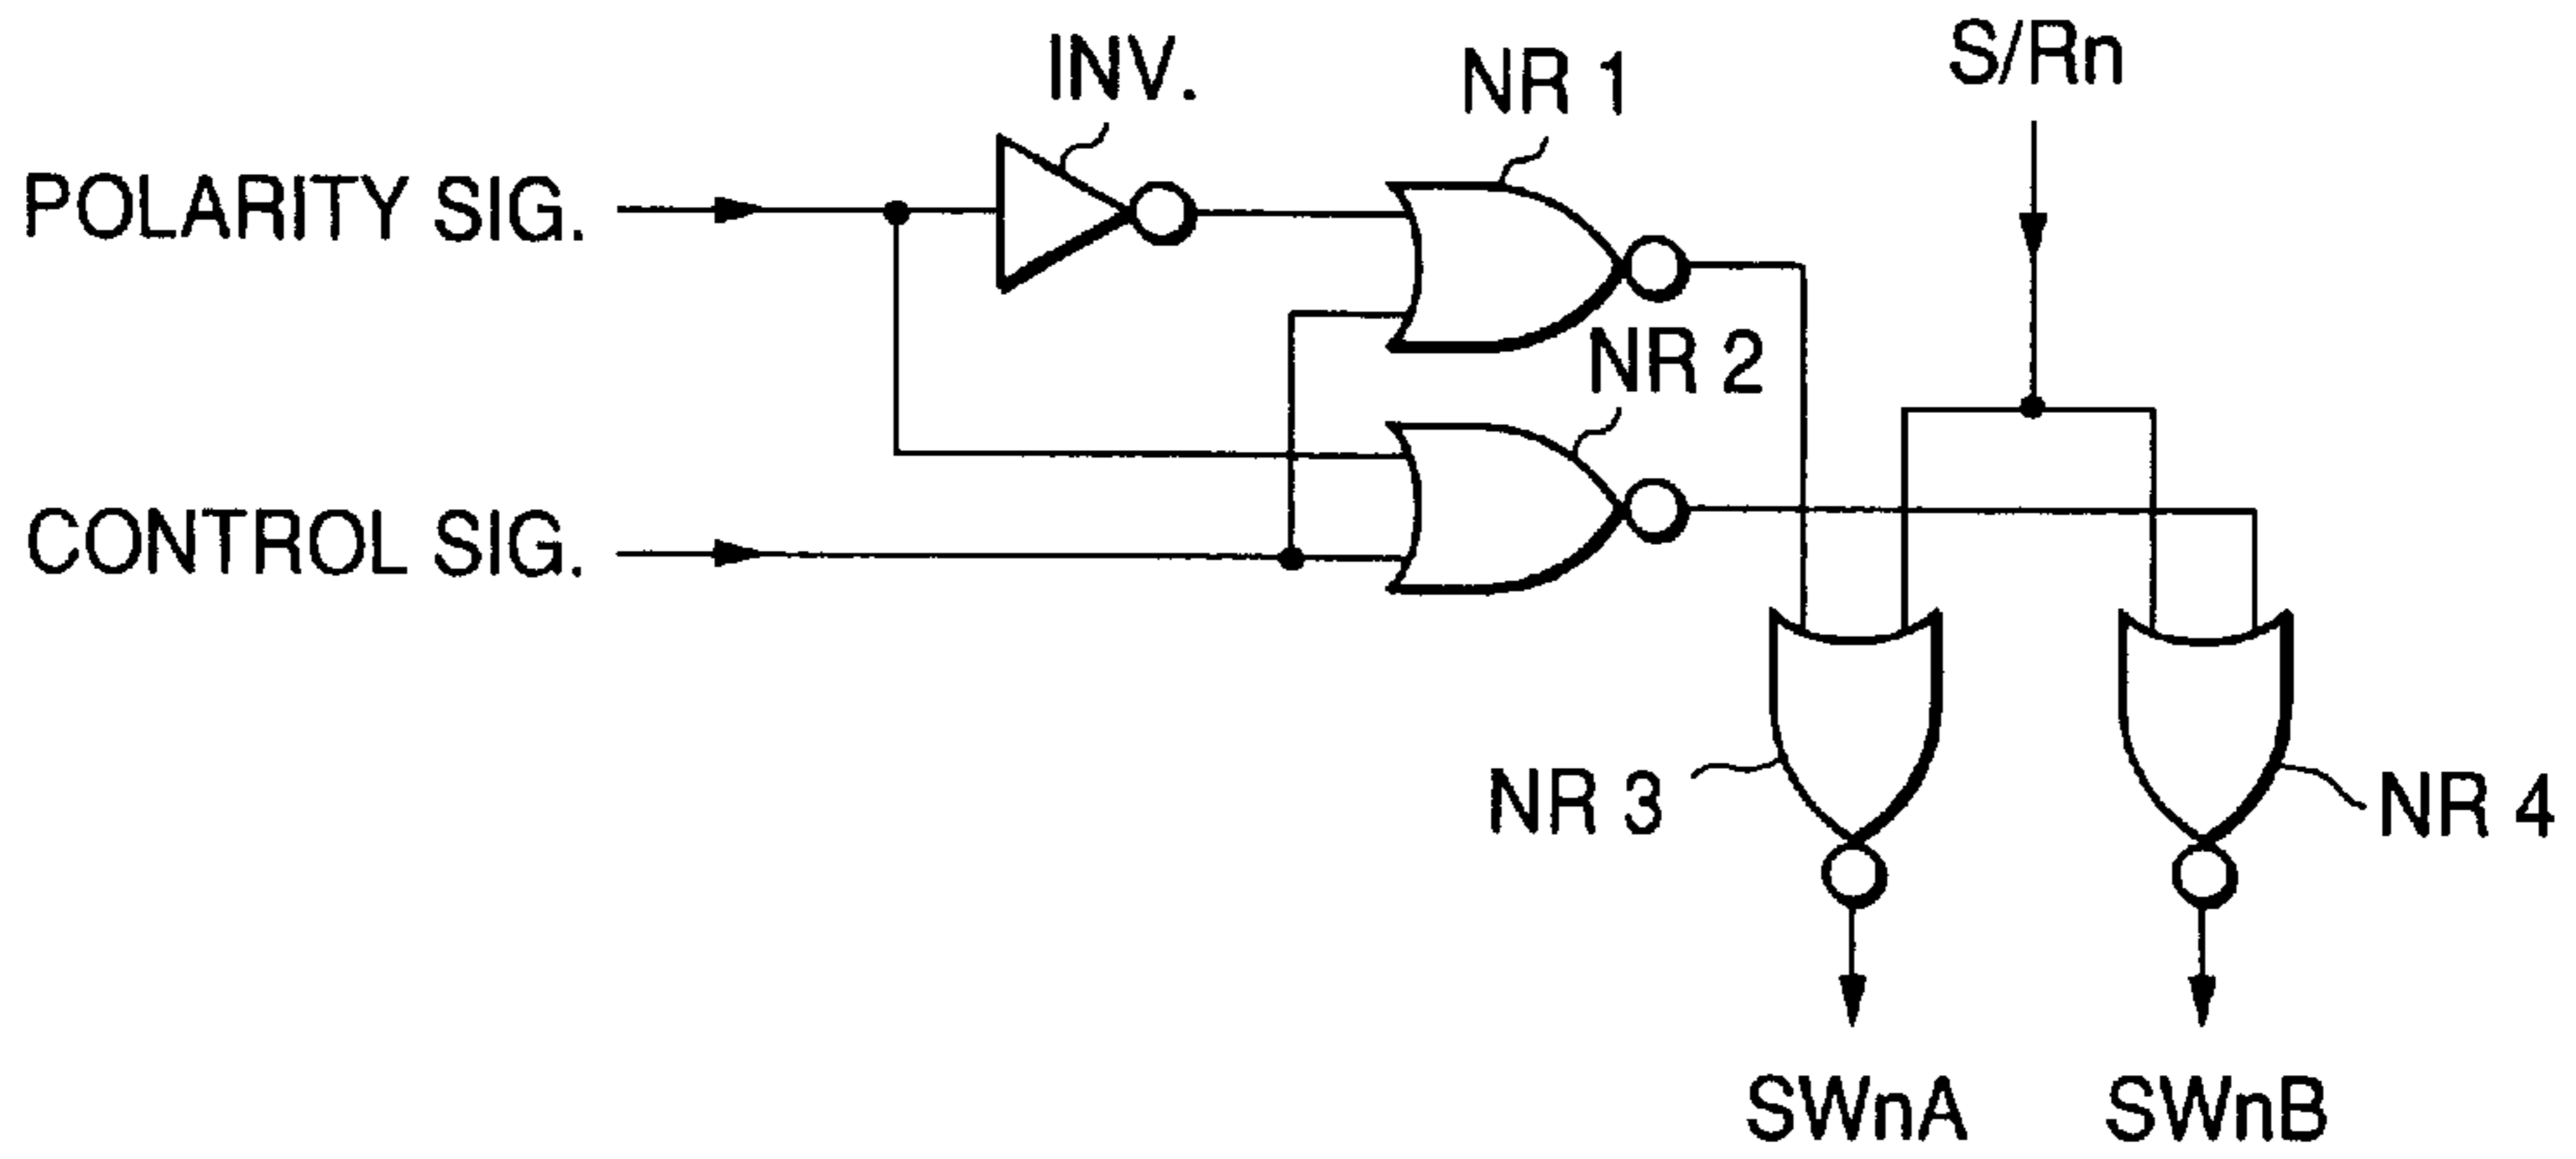 INV.
NR 1
S/Rn
POLARITY SIG.
NR 2
CONTROL SIG.
NR 3
NR 4
SWnA
SWnB